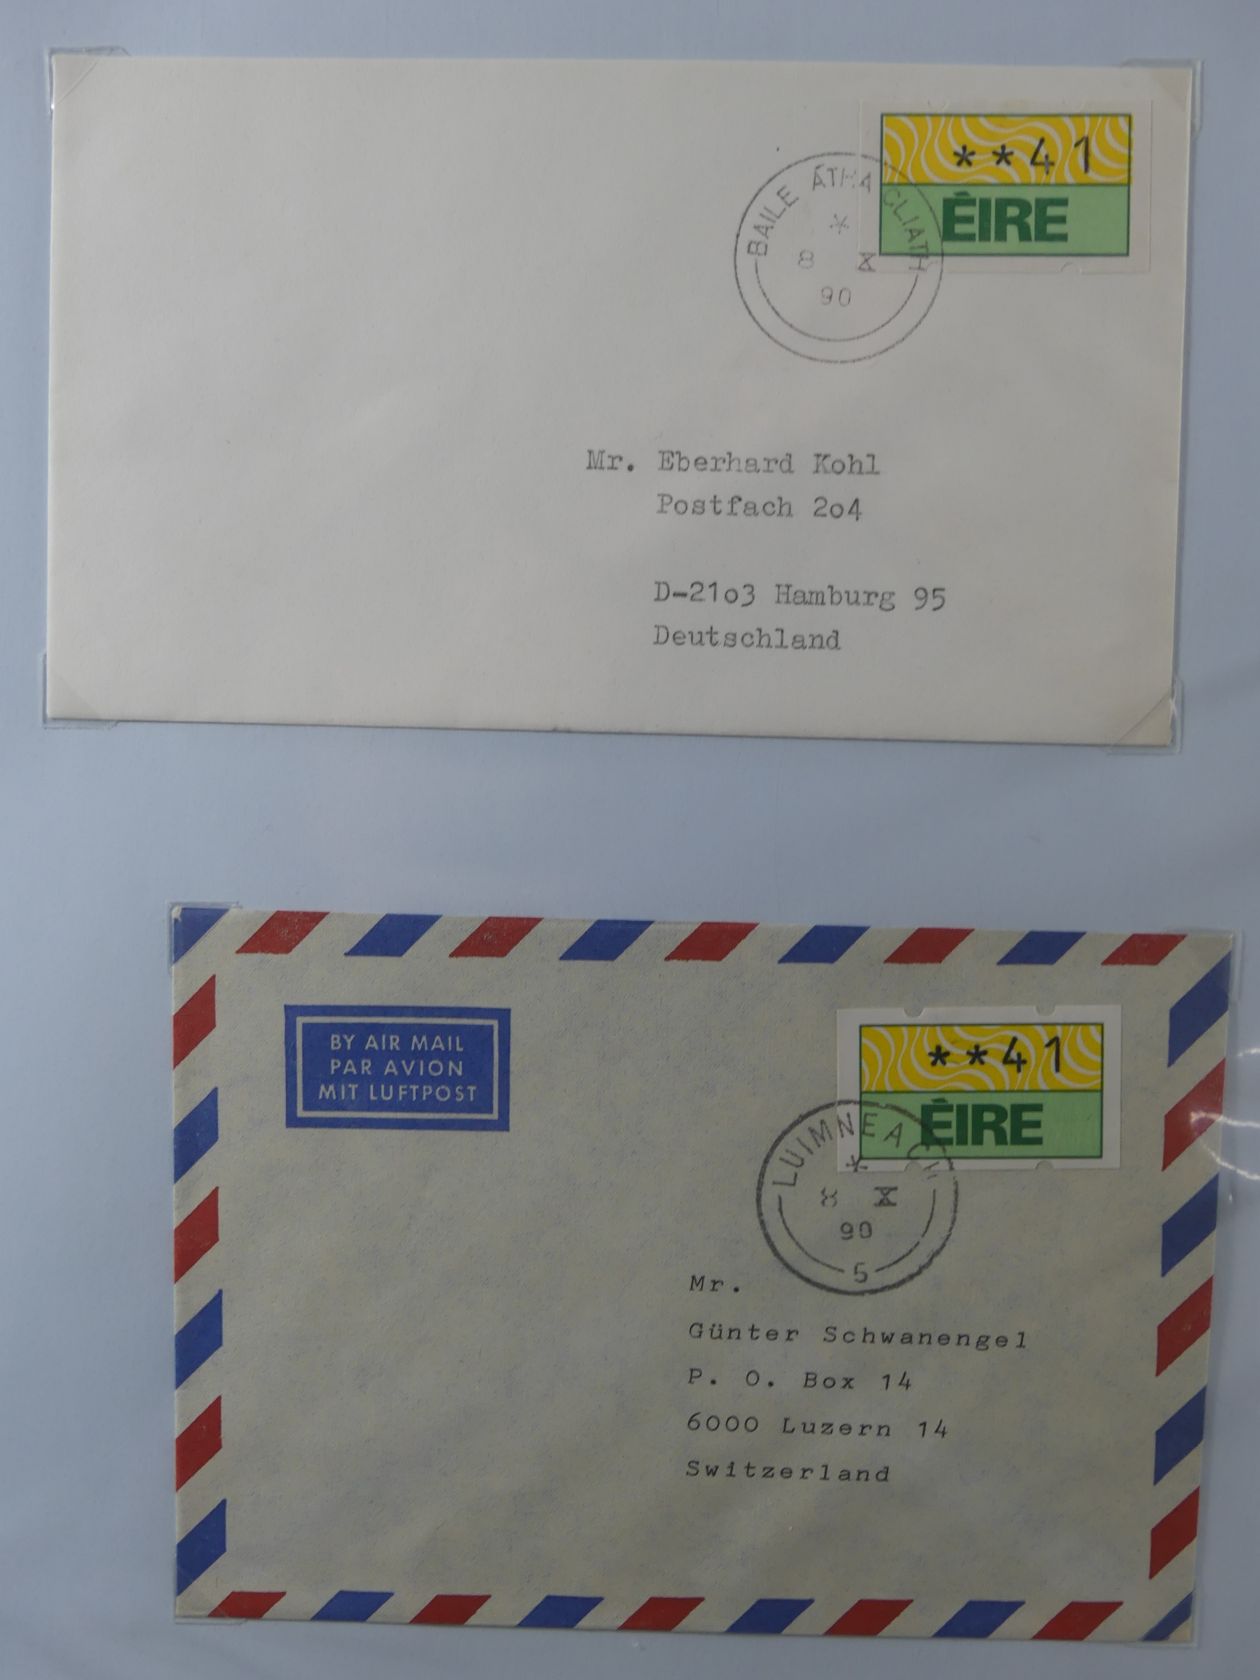 **41
ÉIRE
BAILE ÁTHA CLIATH
*
8 X
90
Mr. Eberhard Kohl
Postfach 2o4
D-21o3 Hamburg 95
Deutschland
BY AIR MAIL
PAR AVION
MIT LUFTPOST
**41
ÉIRE
LUIMNEACH
*
8 X
90
5
Mr.
Günter Schwanengel
P. O. Box 14
6000 Luzern 14
Switzerland